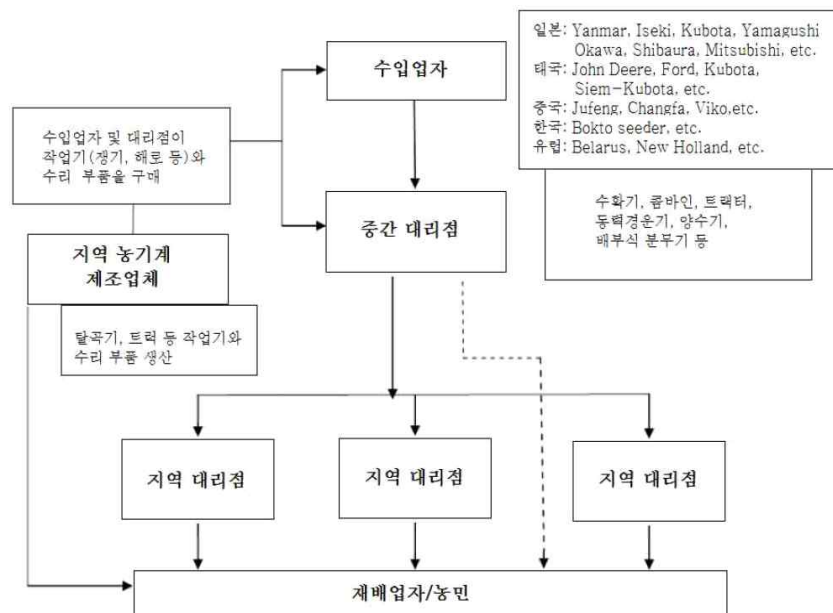 수입업자
일본: Yanmar, Iseki, Kubota, Yamagushi
Okawa, Shibaura, Mitsubishi, etc.
태국: John Deere, Ford, Kubota,
Siem-Kubota, etc.
중국: Jufeng, Changfa, Viko,etc.
한국: Bokto seeder, etc.
유럽: Belarus, New Holland, etc.
수입업자 및 대리점이
작업기(쟁기, 해로 등)와
수리 부품을 구매
중간 대리점
수확기, 콤바인, 트랙터,
동력경운기, 양수기,
배부식 분무기 등
지역 농기계
제조업체
탈곡기, 트럭 등 작업기와
수리 부품 생산
지역 대리점
지역 대리점
지역 대리점
재배업자/농민